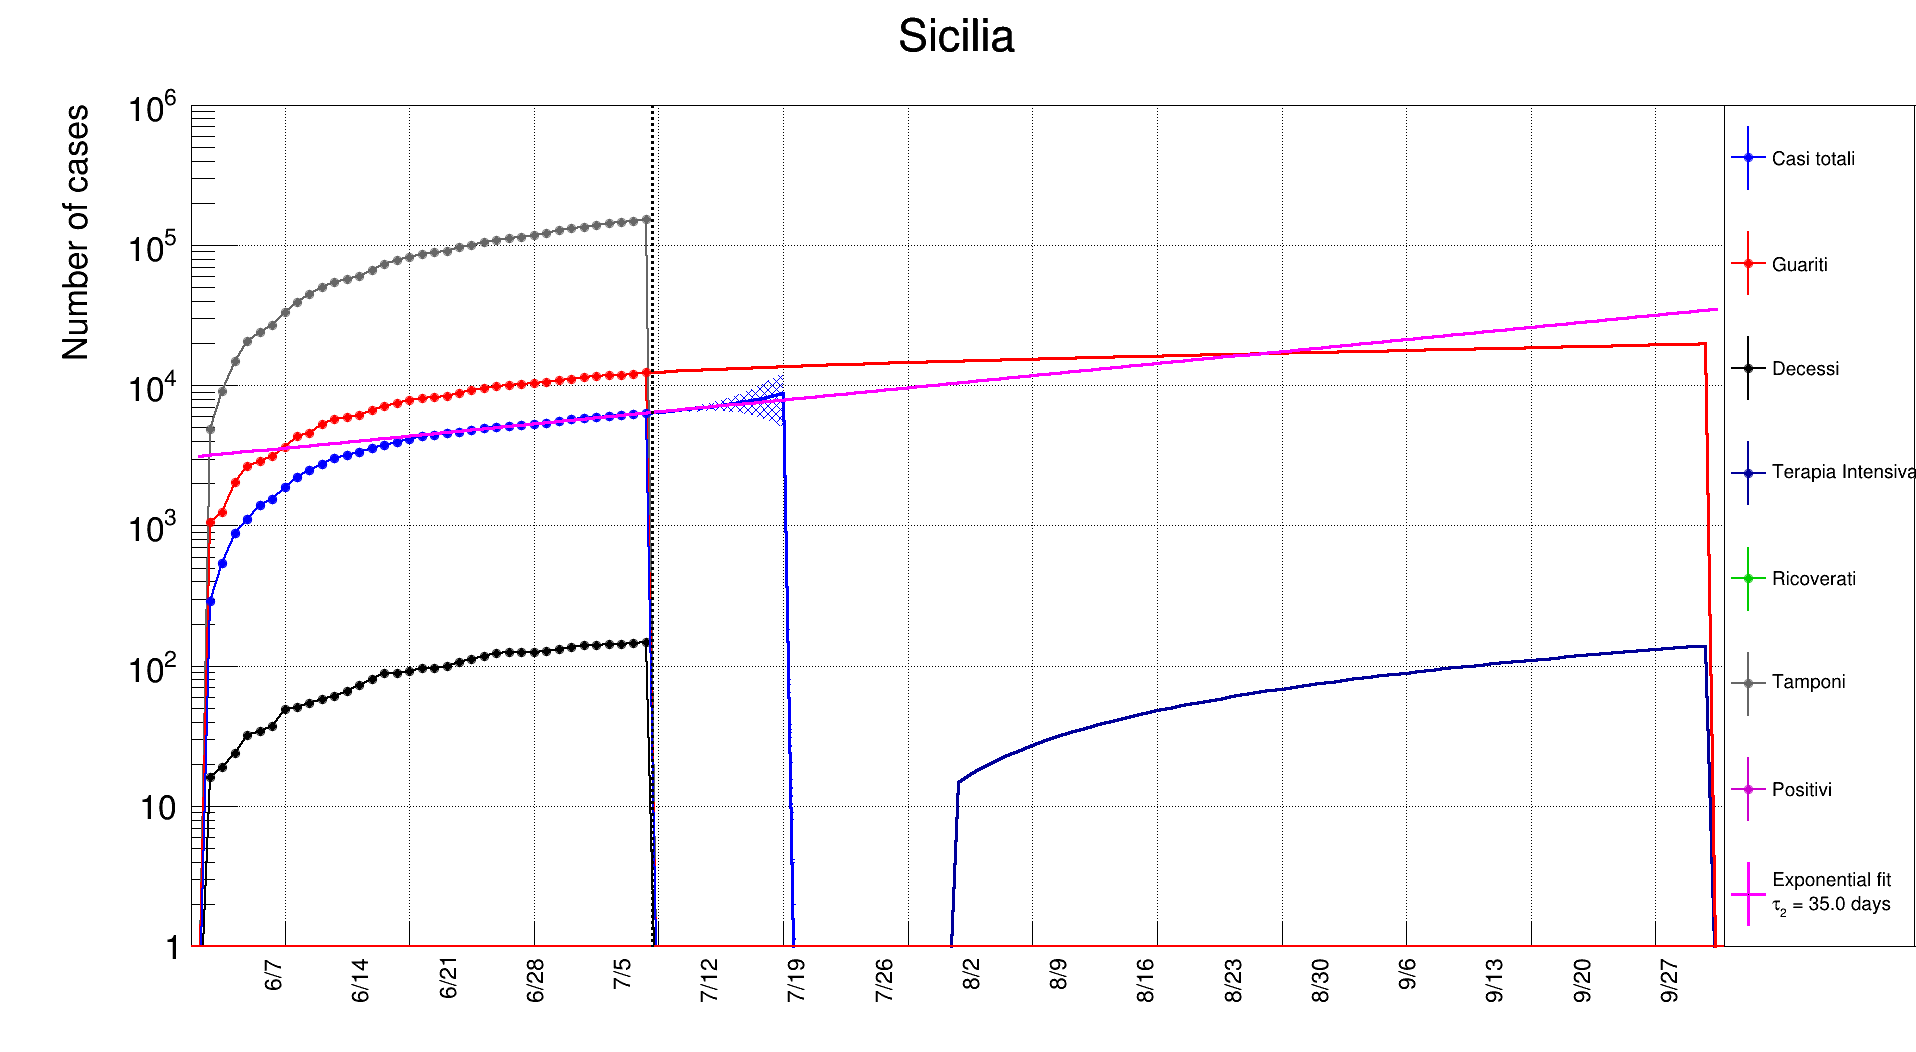 Sicilia
Number of cases
10^6
10^5
10^4
10^3
10^2
10
1
6/7
6/14
6/21
6/28
7/5
7/12
7/19
7/26
8/2
8/9
8/16
8/23
8/30
9/6
9/13
9/20
9/27
Casi totali
Guariti
Decessi
Terapia Intensiva
Ricoverati
Tamponi
Positivi
Exponential fit
τ_2 = 35.0 days